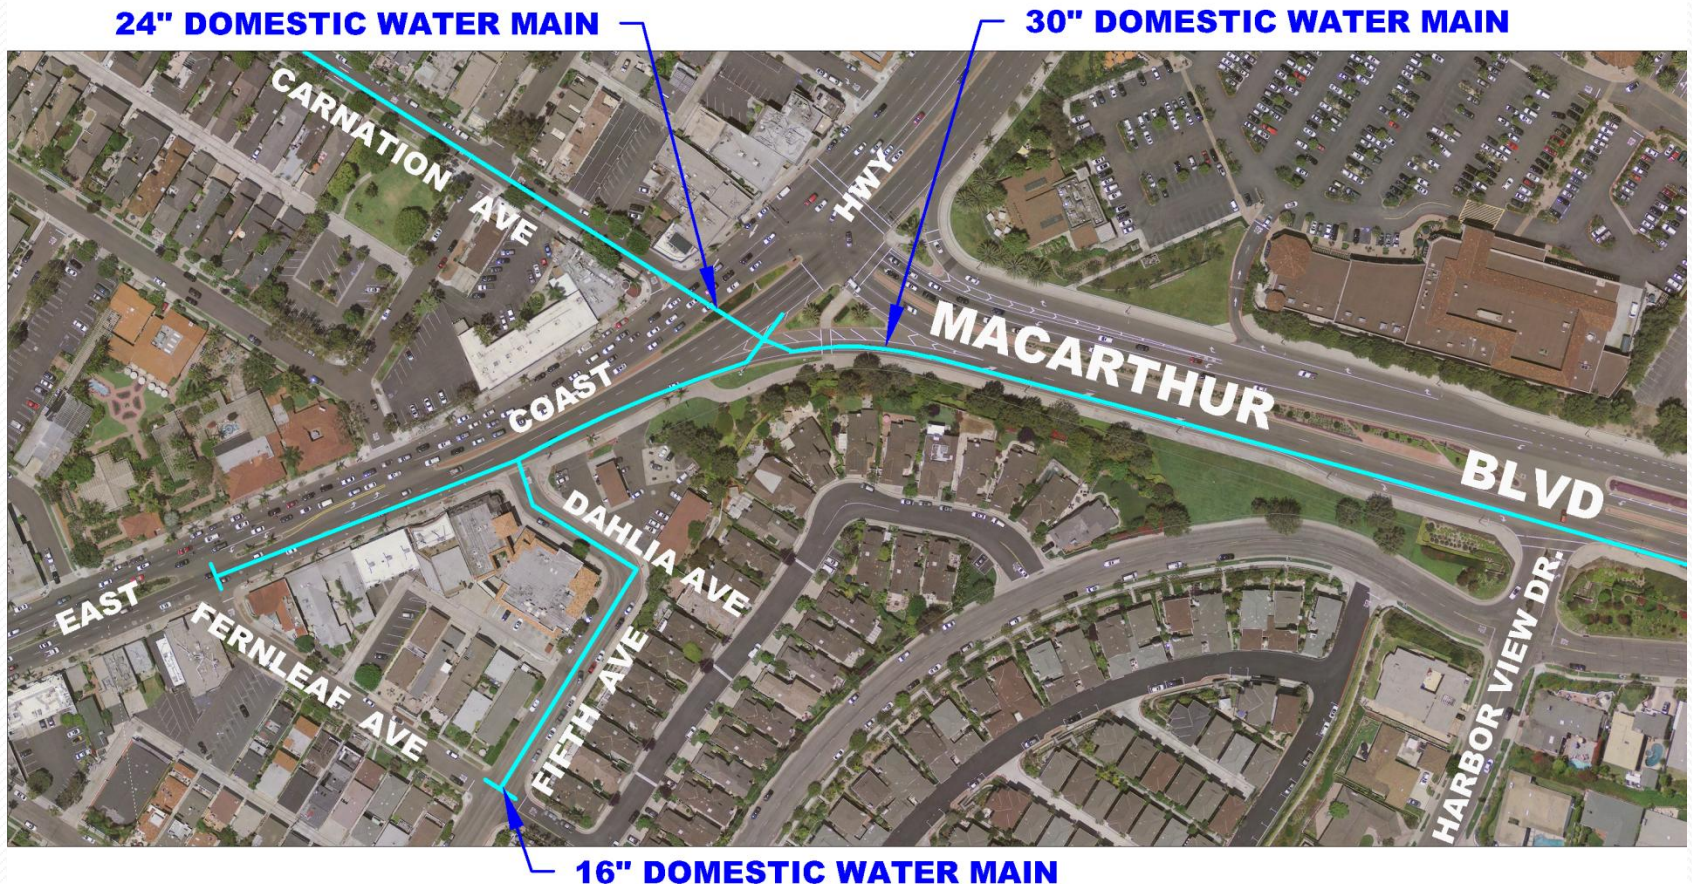 24" DOMESTIC WATER MAIN
30" DOMESTIC WATER MAIN
CARNATION
AVE
HWY
MACARTHUR
BLVD
COAST
EAST
DAHLIA AVE
FERNLEAF AVE
FIFTH AVE
HARBOR VIEW DR.
16" DOMESTIC WATER MAIN